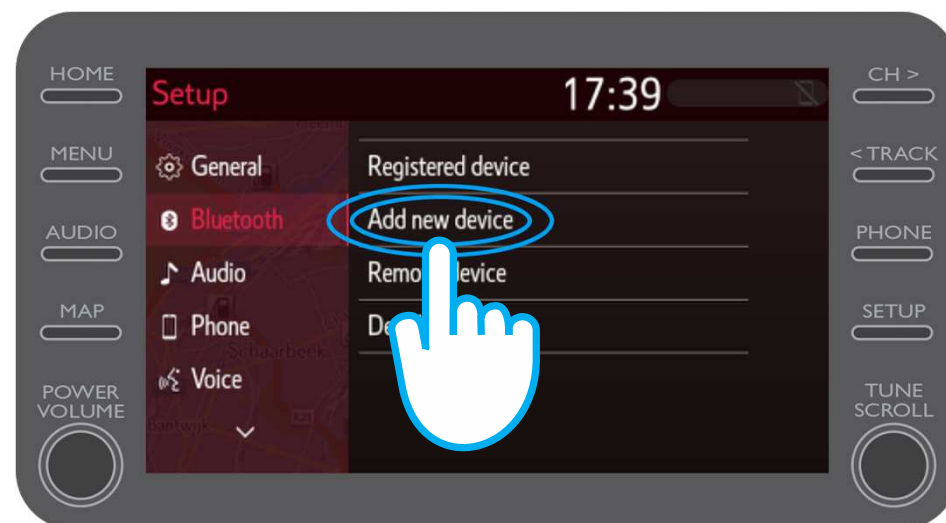 HOME
MENU
AUDIO
MAP
POWER
VOLUME
Setup
17:39
General
Bluetooth
Audio
Phone
Voice
Schaarbeek
Registered device
Add new device
CH >
< TRACK
PHONE
SETUP
TUNE
SCROLL